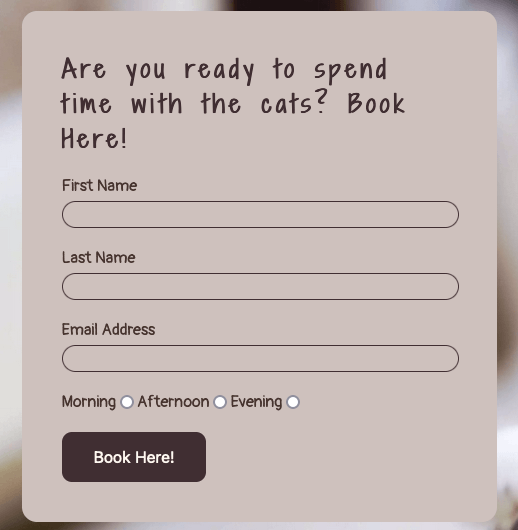 Are you ready to spend
time with the cats? Book
Here!
First Name
Last Name
Email Address
Morning Afternoon Evening
Book Here!